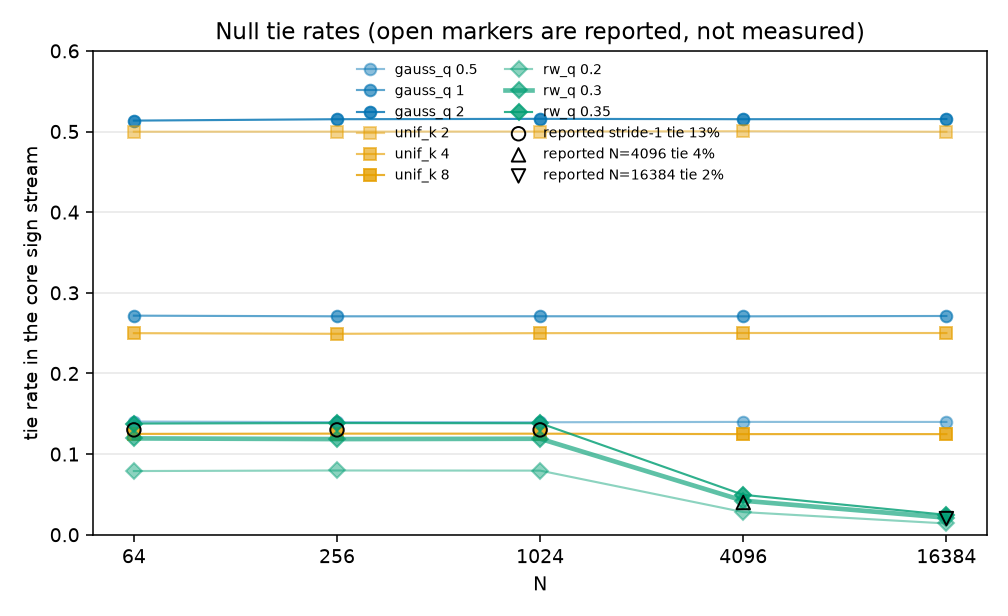 Null tie rates (open markers are reported, not measured)
tie rate in the core sign stream
0.6
0.5
0.4
0.3
0.2
0.1
0.0
gauss_q 0.5
gauss_q 1
gauss_q 2
unif_k 2
unif_k 4
unif_k 8
rw_q 0.2
rw_q 0.3
rw_q 0.35
reported stride-1 tie 13%
reported N=4096 tie 4%
reported N=16384 tie 2%
64
256
1024
4096
16384
N